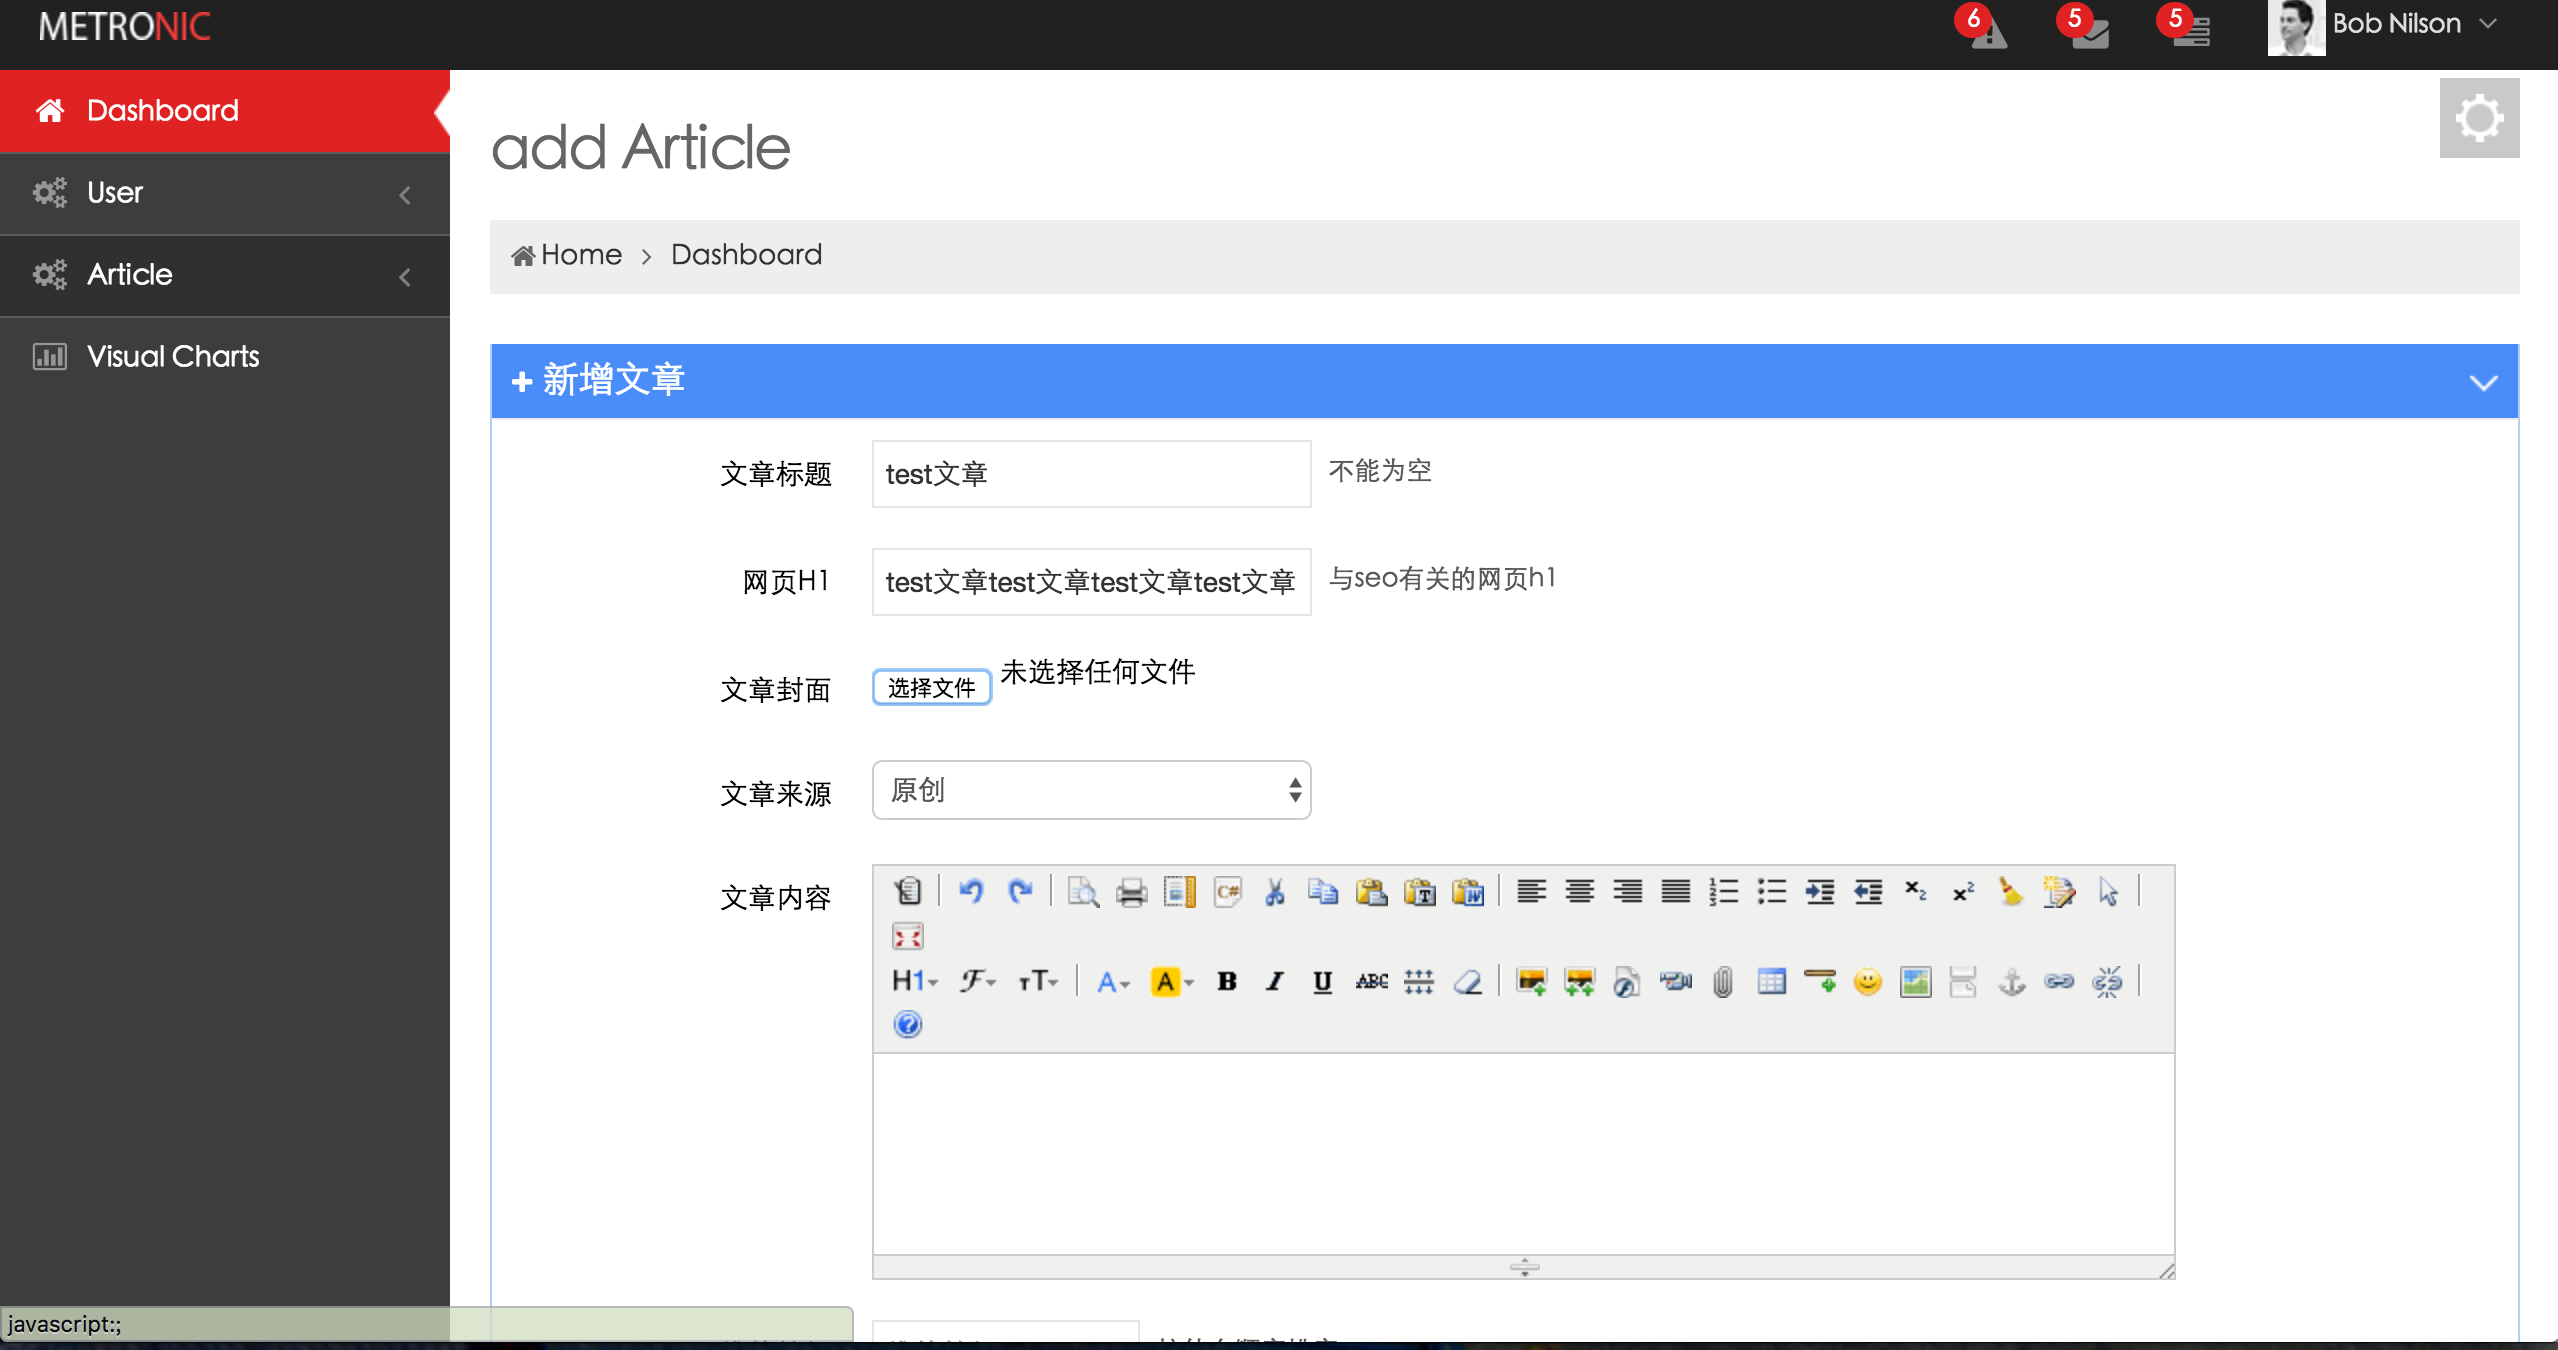 METRONIC
6
5
5
Bob Nilson
Dashboard
User
Article
Visual Charts
add Article
Home > Dashboard
新增文章
文章标题 test文章 不能为空
网页H1 test文章test文章test文章test文章 与seo有关的网页h1
文章封面 选择文件 未选择任何文件
文章来源 原创
文章内容
javascript:;